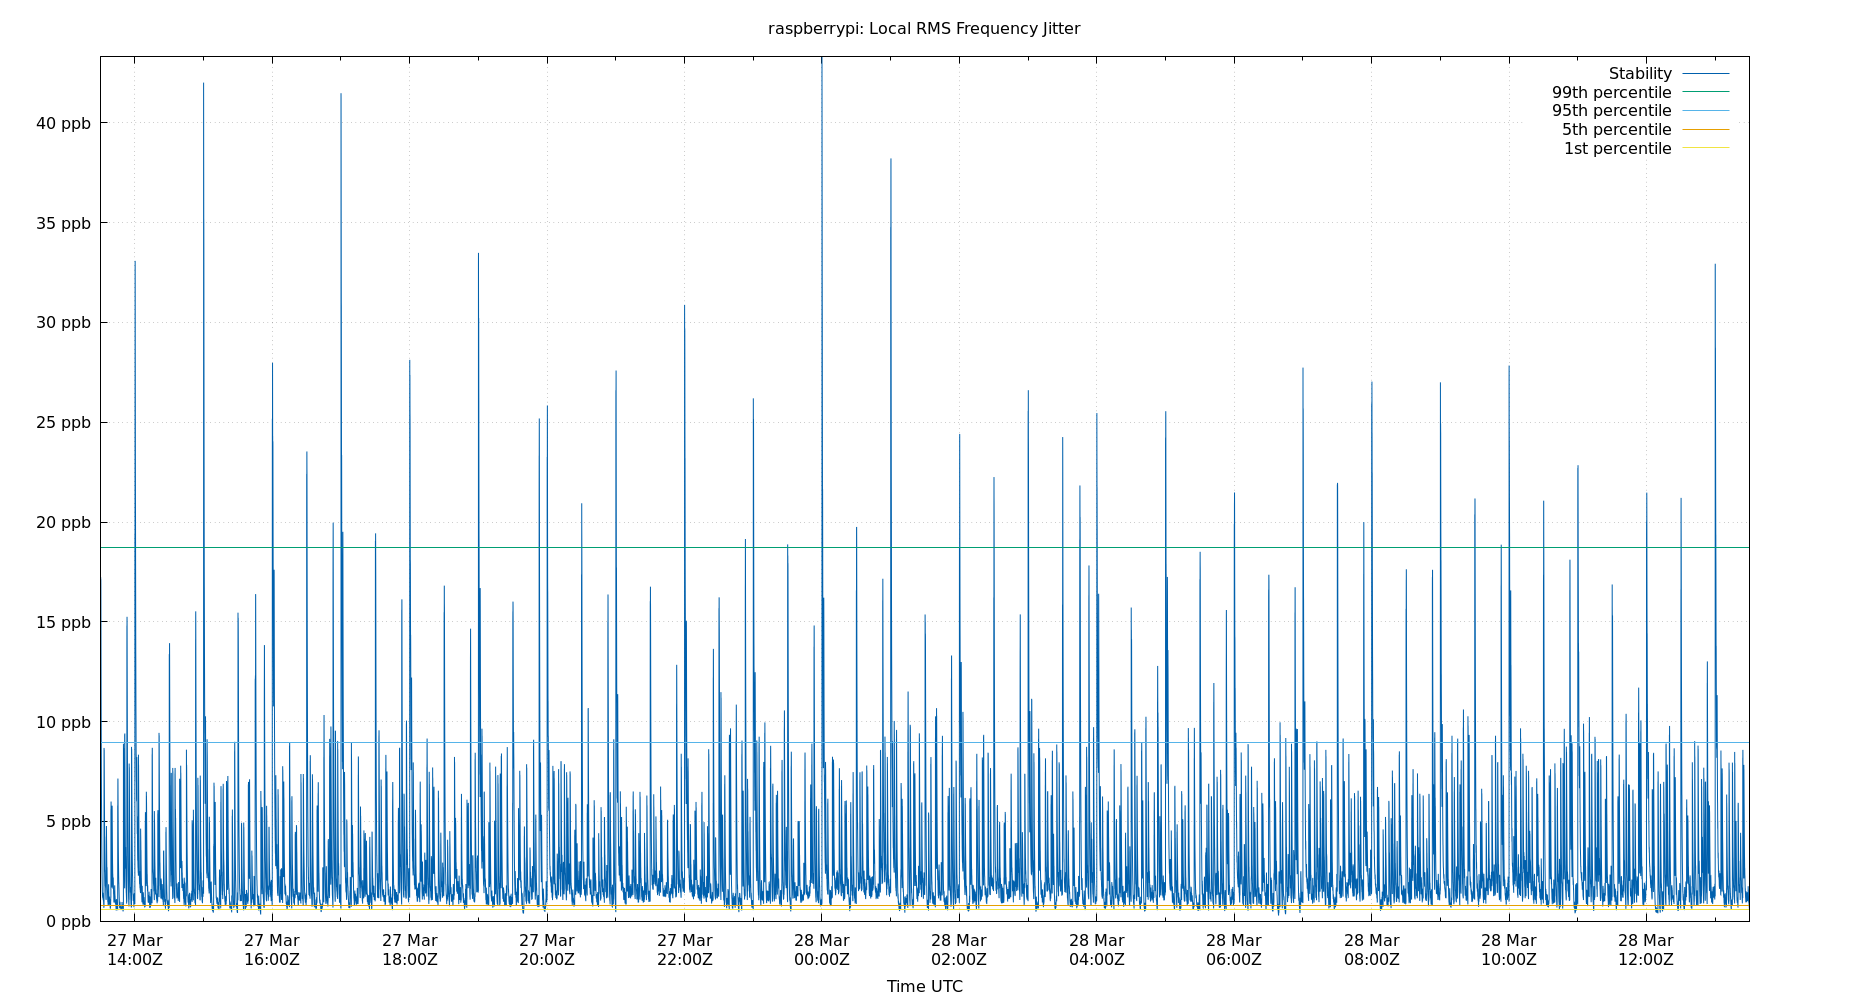 raspberrypi: Local RMS Frequency Jitter
Stability
99th percentile
95th percentile
5th percentile
1st percentile
40 ppb
35 ppb
30 ppb
25 ppb
20 ppb
15 ppb
10 ppb
5 ppb
0 ppb
27 Mar 27 Mar 27 Mar 27 Mar 27 Mar 28 Mar 28 Mar 28 Mar 28 Mar 28 Mar 28 Mar 28 Mar
14:00Z 16:00Z 18:00Z 20:00Z 22:00Z 00:00Z 02:00Z 04:00Z 06:00Z 08:00Z 10:00Z 12:00Z
Time UTC